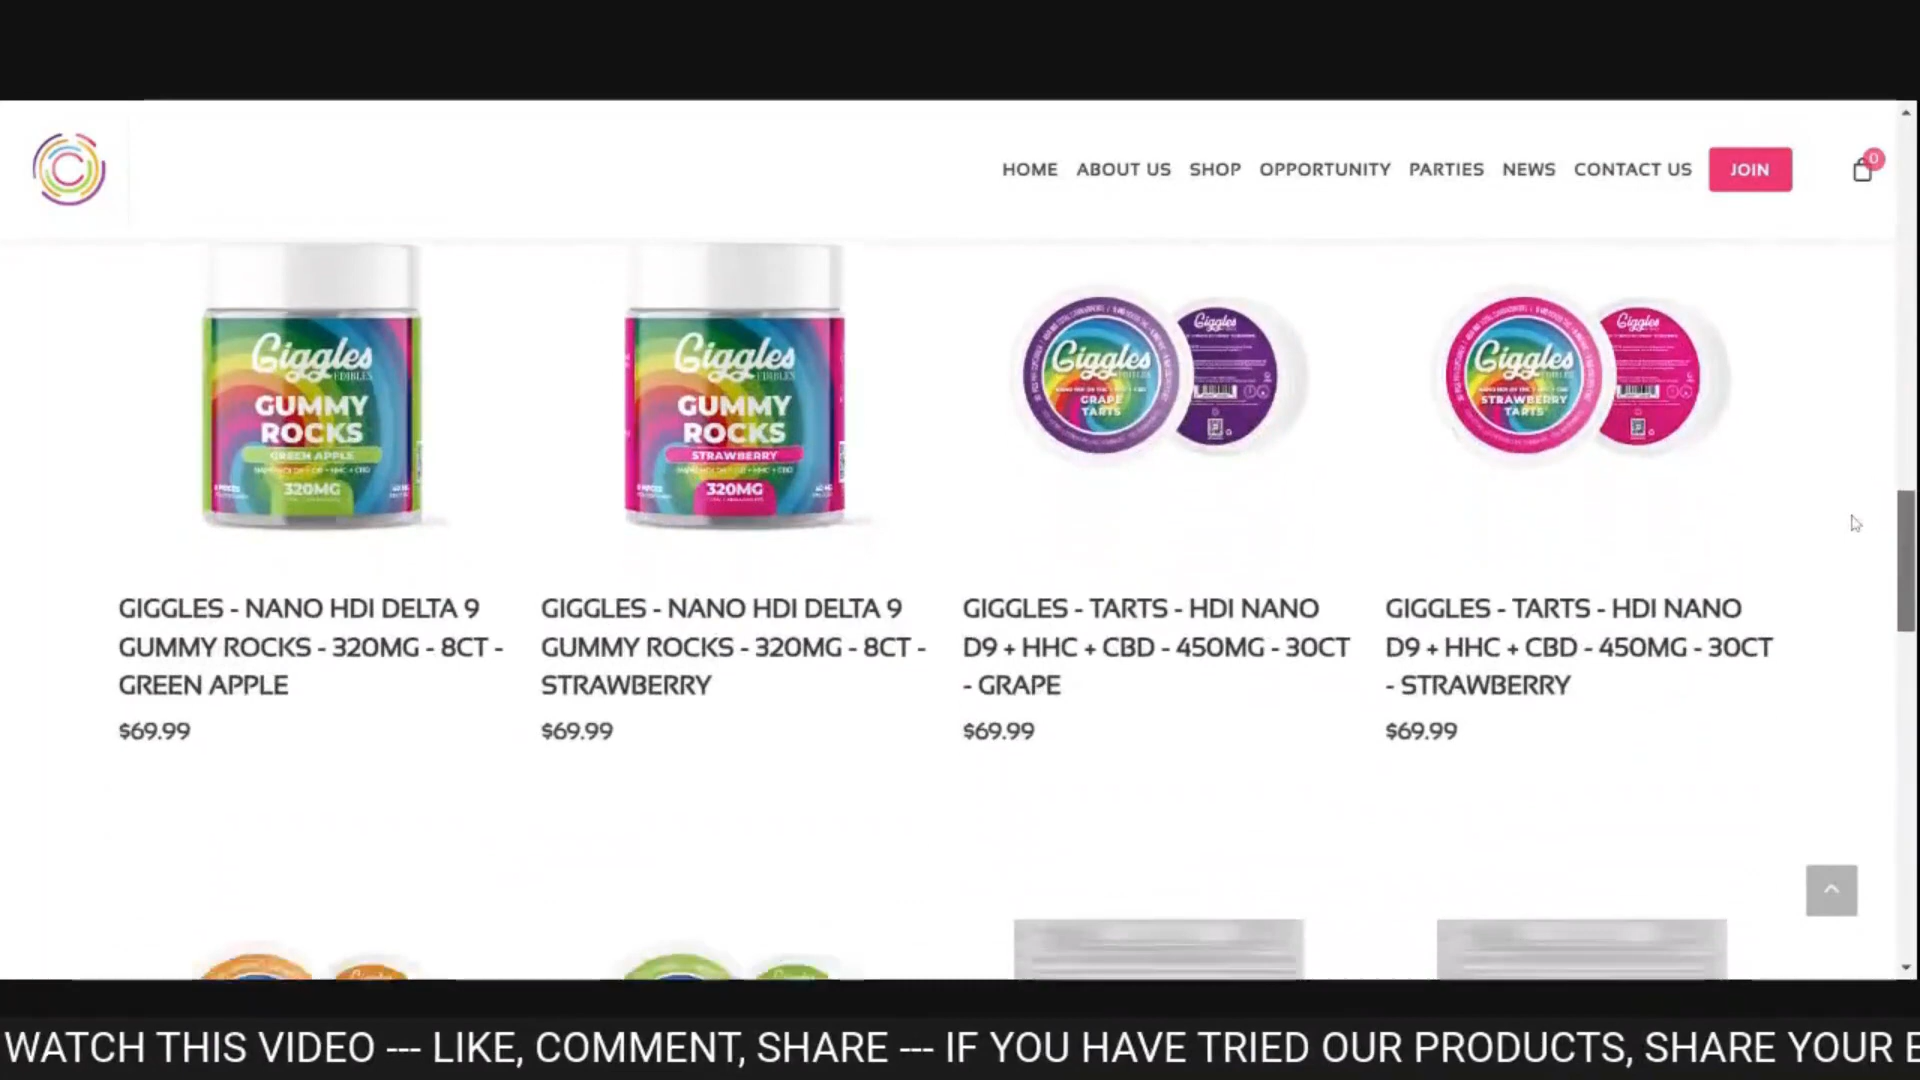 HOME ABOUT US SHOP OPPORTUNITY PARTIES NEWS CONTACT US JOIN 0
Giggles
EDIBLES
GUMMY
ROCKS
GREEN APPLE
320MG
Giggles
EDIBLES
GUMMY
ROCKS
STRAWBERRY
320MG
Giggles
GRAPE
TARTS
Giggles
Giggles
STRAWBERRY
TARTS
Giggles
GIGGLES - NANO HDI DELTA 9
GUMMY ROCKS - 320MG - 8CT -
GREEN APPLE
$69.99
GIGGLES - NANO HDI DELTA 9
GUMMY ROCKS - 320MG - 8CT -
STRAWBERRY
$69.99
GIGGLES - TARTS - HDI NANO
D9 + HHC + CBD - 450MG - 30CT
- GRAPE
$69.99
GIGGLES - TARTS - HDI NANO
D9 + HHC + CBD - 450MG - 30CT
- STRAWBERRY
$69.99
WATCH THIS VIDEO --- LIKE, COMMENT, SHARE --- IF YOU HAVE TRIED OUR PRODUCTS, SHARE YOUR